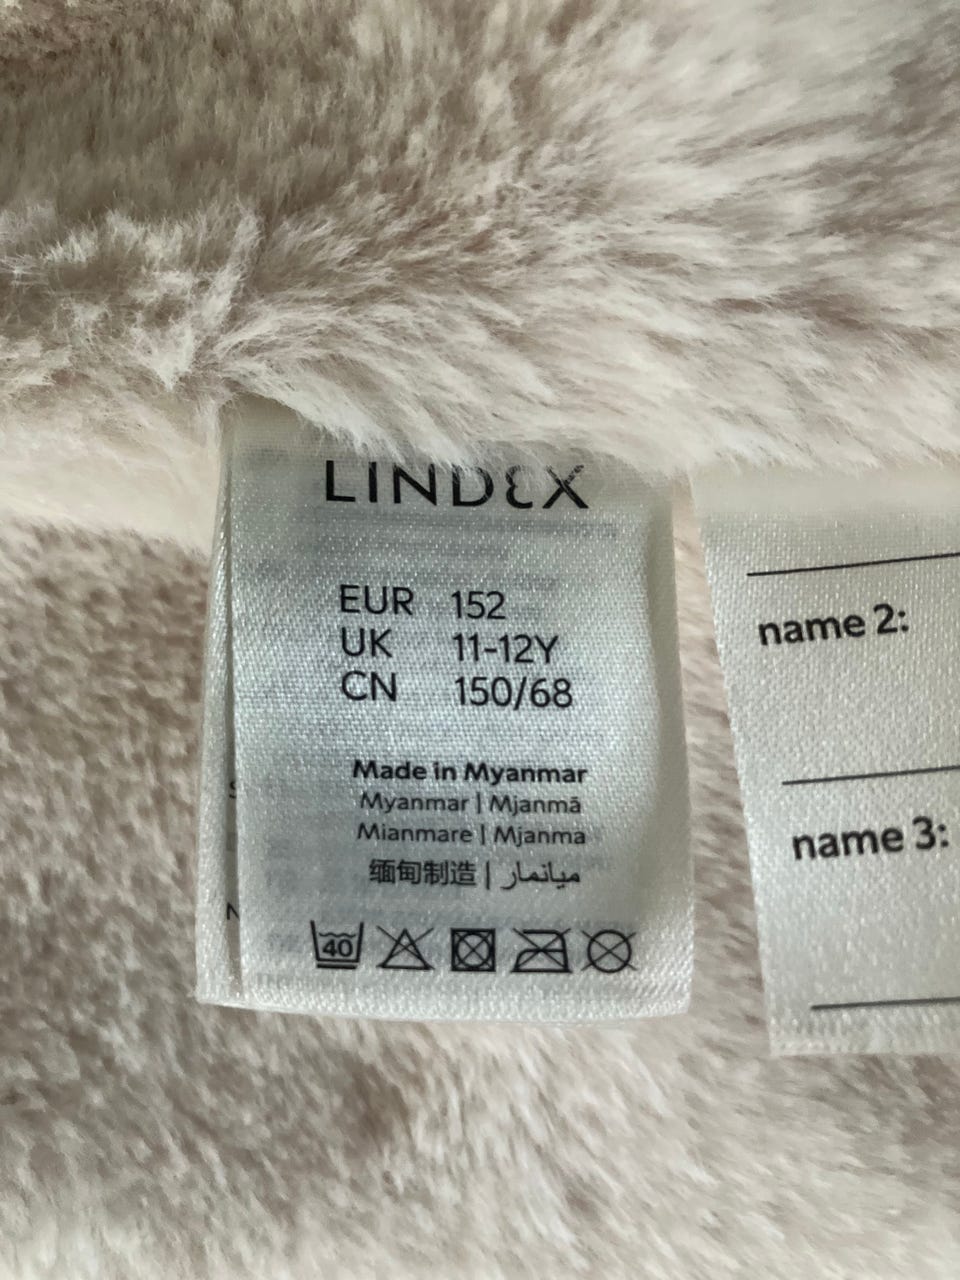 LINDEX
EUR 152
UK 11-12Y
CN 150/68
Made in Myanmar
Myanmar | Mjanmā
Mianmare | Mjanma
缅甸制造 | ميانمار
40
name 2:
name 3: